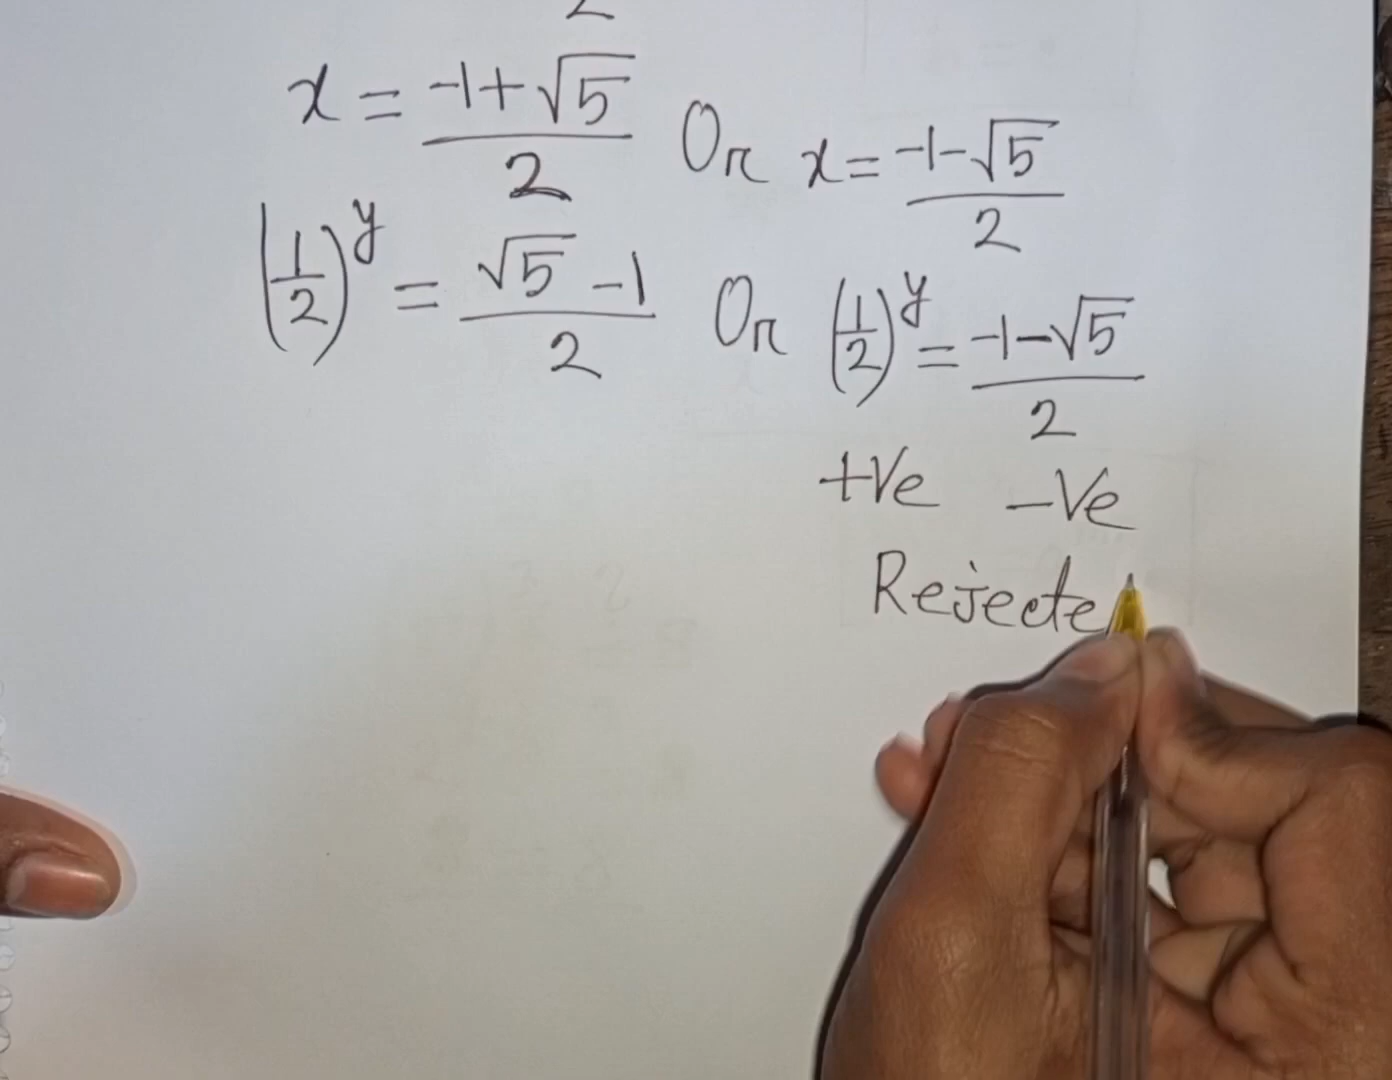 2
x = (-1+√5)/2 Or x = (-1-√5)/2
(1/2)^y = (√5-1)/2 Or (1/2)^y = (-1-√5)/2
+Ve -Ve
Rejecte